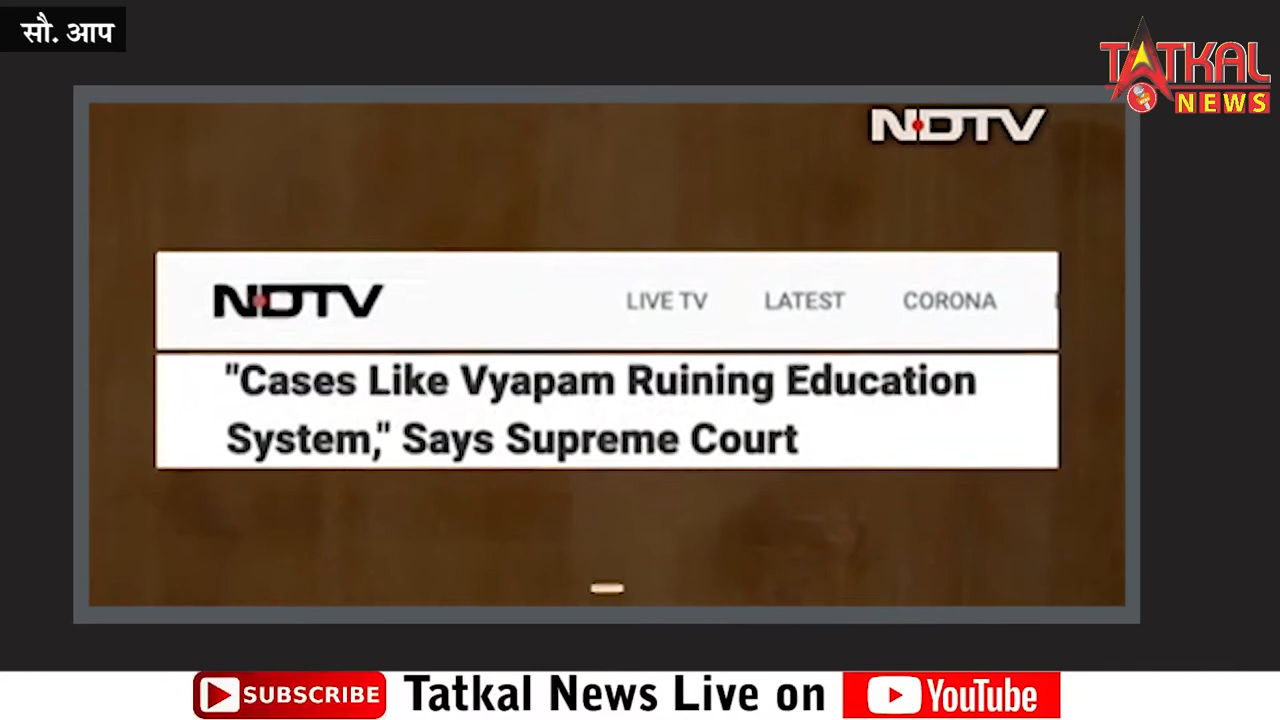 सौ. आप
TATKAL
NEWS
NDTV
NDTV
LIVE TV LATEST CORONA
"Cases Like Vyapam Ruining Education
System," Says Supreme Court
SUBSCRIBE Tatkal News Live on YouTube